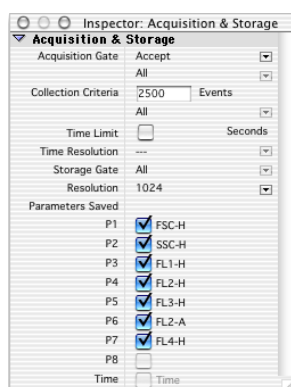 Inspector: Acquisition & Storage
Acquisition & Storage
Acquisition Gate Accept
All
Collection Criteria 2500 Events
All
Time Limit Seconds
Time Resolution ---
Storage Gate All
Resolution 1024
Parameters Saved
P1 FSC-H
P2 SSC-H
P3 FL1-H
P4 FL2-H
P5 FL3-H
P6 FL2-A
P7 FL4-H
P8
Time Time